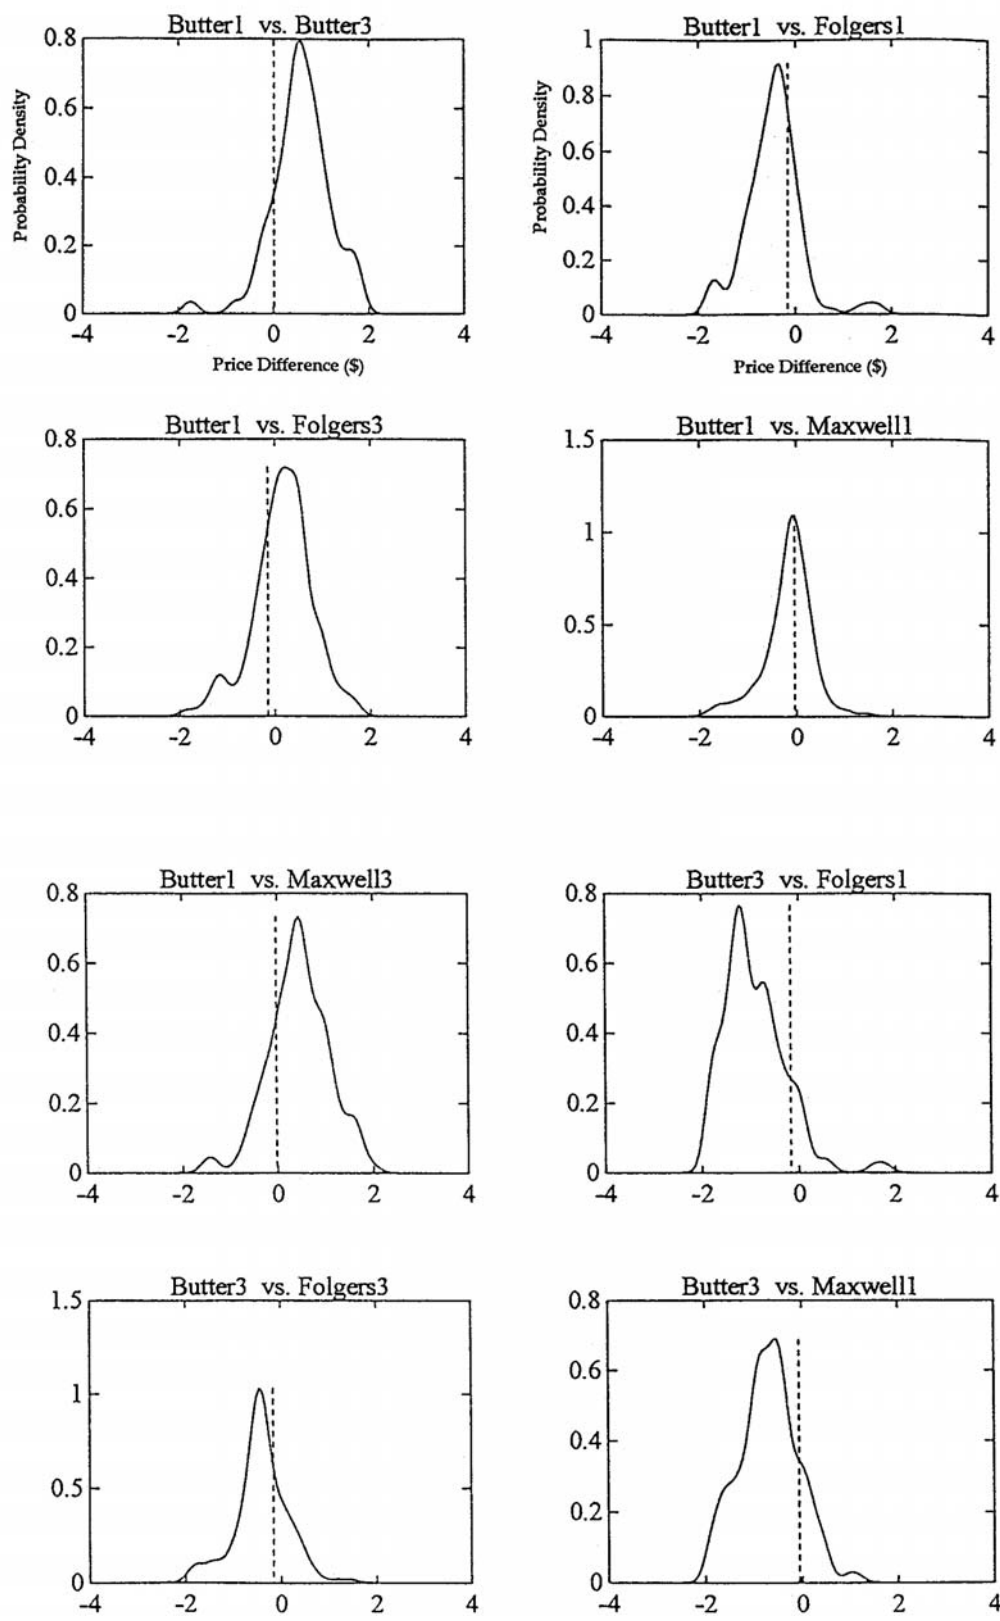 Butter1 vs. Butter3
0.8
0.6
0.4
0.2
0
-4 -2 0 2 4
Probability Density
Price Difference ($)
Butter1 vs. Folgers1
1
0.8
0.6
0.4
0.2
0
-4 -2 0 2 4
Probability Density
Price Difference ($)
Butter1 vs. Folgers3
0.8
0.6
0.4
0.2
0
-4 -2 0 2 4
Butter1 vs. Maxwell1
1.5
1
0.5
0
-4 -2 0 2 4
Butter1 vs. Maxwell3
0.8
0.6
0.4
0.2
0
-4 -2 0 2 4
Butter3 vs. Folgers1
0.8
0.6
0.4
0.2
0
-4 -2 0 2 4
Butter3 vs. Folgers3
1.5
1
0.5
0
-4 -2 0 2 4
Butter3 vs. Maxwell1
0.8
0.6
0.4
0.2
0
-4 -2 0 2 4